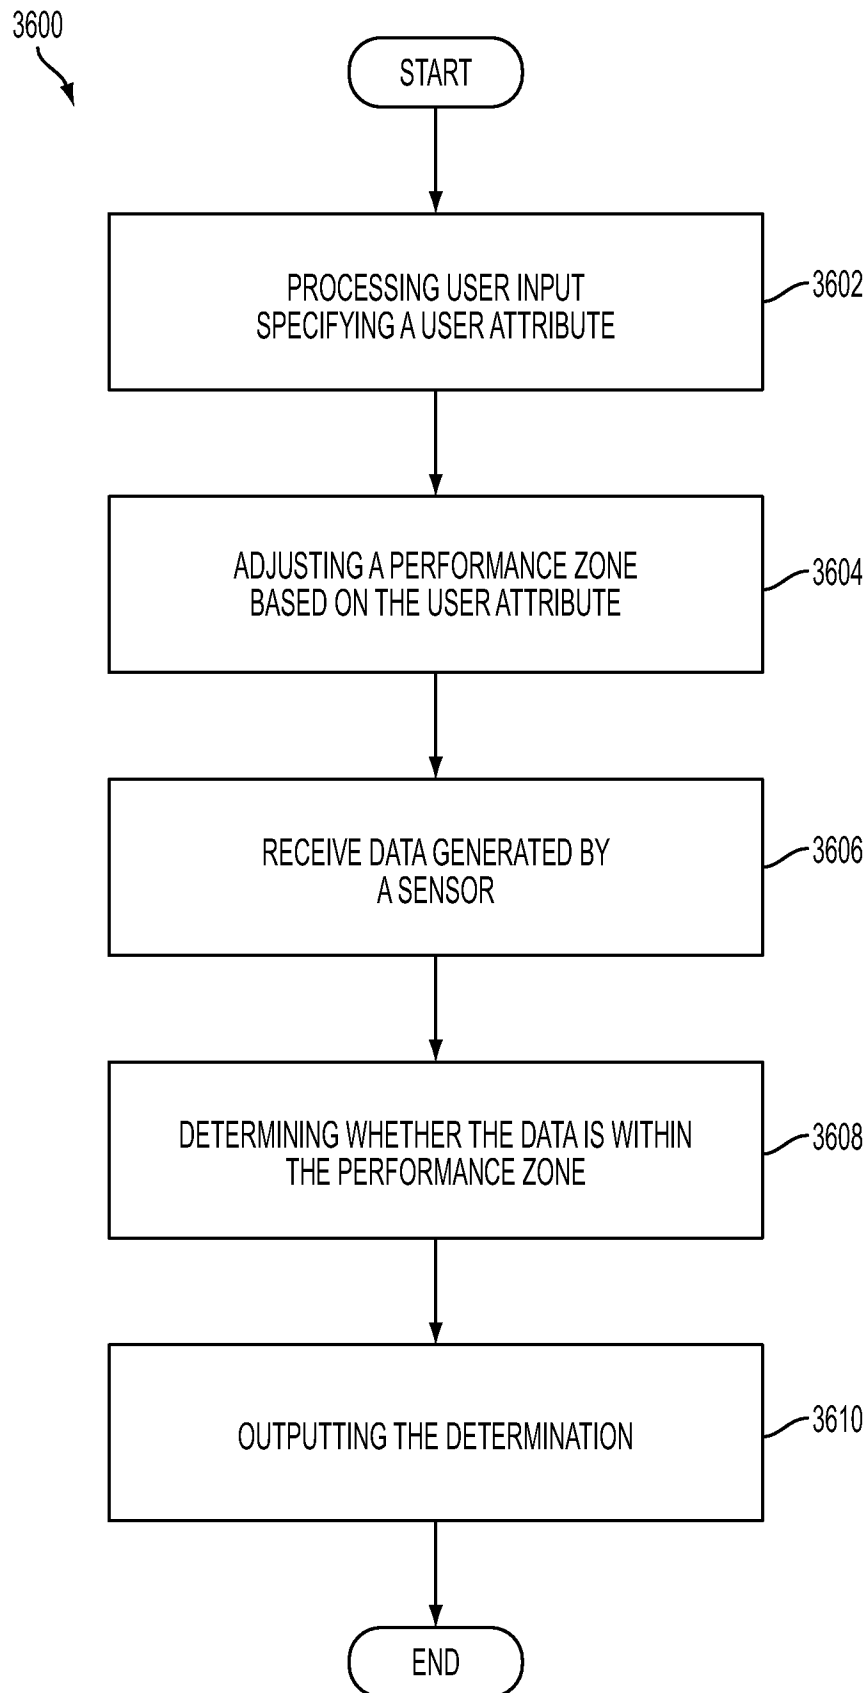 3600
START
PROCESSING USER INPUT
SPECIFYING A USER ATTRIBUTE
3602
ADJUSTING A PERFORMANCE ZONE
BASED ON THE USER ATTRIBUTE
3604
RECEIVE DATA GENERATED BY
A SENSOR
3606
DETERMINING WHETHER THE DATA IS WITHIN
THE PERFORMANCE ZONE
3608
OUTPUTTING THE DETERMINATION
3610
END